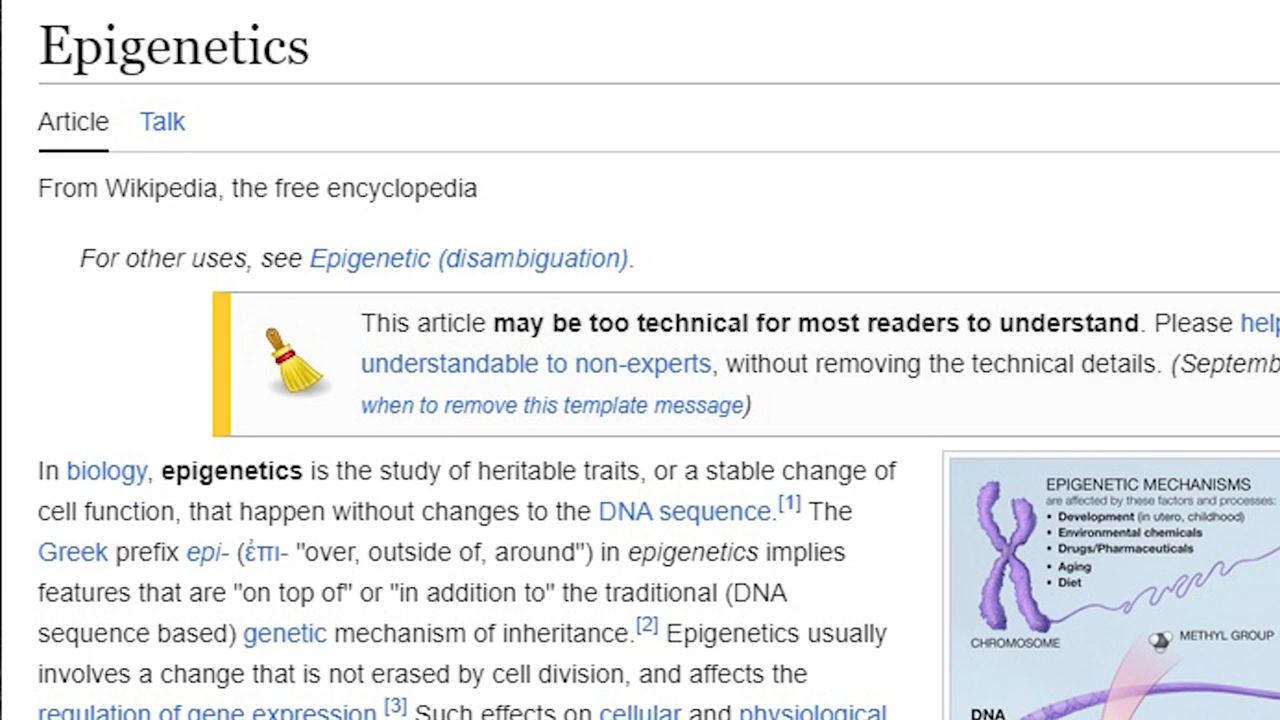 Epigenetics
Article Talk
From Wikipedia, the free encyclopedia
For other uses, see Epigenetic (disambiguation).
This article may be too technical for most readers to understand. Please help
understandable to non-experts, without removing the technical details. (Septemb
when to remove this template message)
In biology, epigenetics is the study of heritable traits, or a stable change of
cell function, that happen without changes to the DNA sequence.[1] The
Greek prefix epi- (ἐπι- "over, outside of, around") in epigenetics implies
features that are "on top of" or "in addition to" the traditional (DNA
sequence based) genetic mechanism of inheritance.[2] Epigenetics usually
involves a change that is not erased by cell division, and affects the
regulation of gene expression.[3] Such effects on cellular and physiological
EPIGENETIC MECHANISMS
are affected by these factors and processes:
• Development (in utero, childhood)
• Environmental chemicals
• Drugs/Pharmaceuticals
• Aging
• Diet
CHROMOSOME
METHYL GROUP
DNA